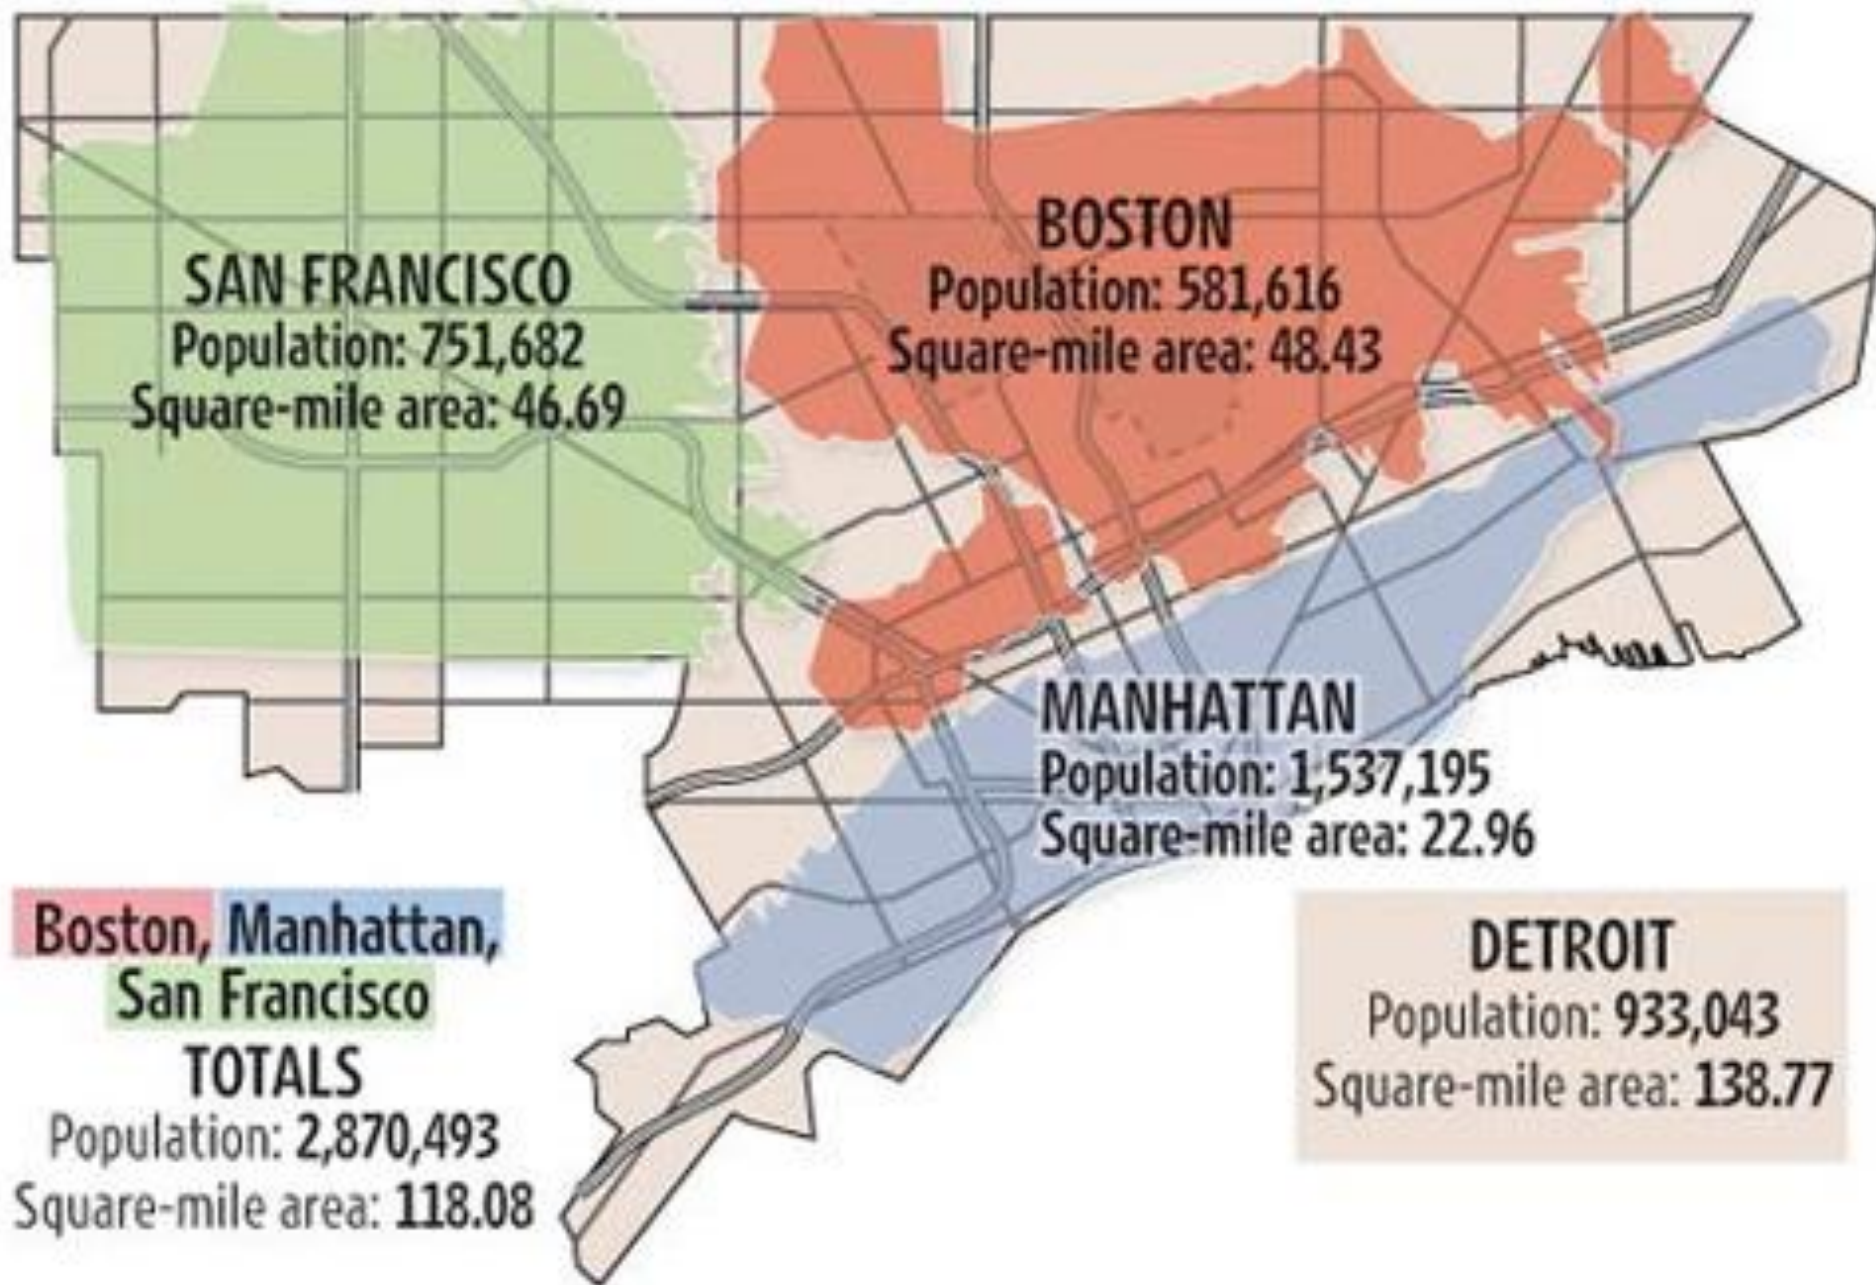 SAN FRANCISCO
Population: 751,682
Square-mile area: 46.69
BOSTON
Population: 581,616
Square-mile area: 48.43
MANHATTAN
Population: 1,537,195
Square-mile area: 22.96
Boston, Manhattan,
San Francisco
TOTALS
Population: 2,870,493
Square-mile area: 118.08
DETROIT
Population: 933,043
Square-mile area: 138.77